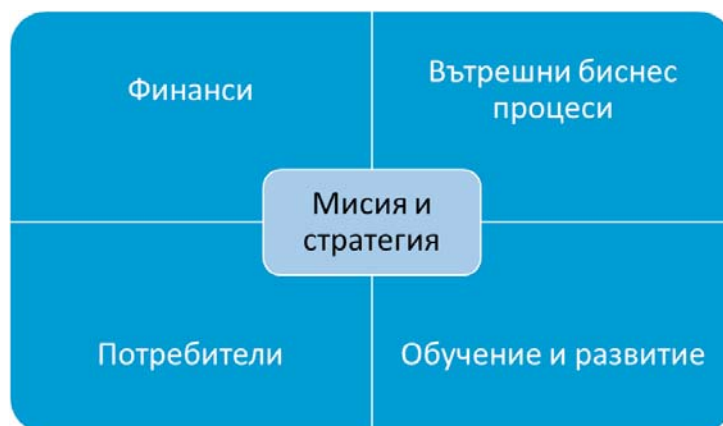 Финанси
Вътрешни бизнес
процеси
Мисия и
стратегия
Потребители
Обучение и развитие